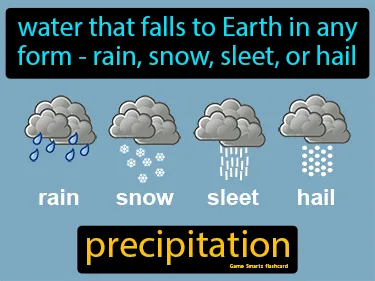 water that falls to Earth in any
form - rain, snow, sleet, or hail
rain snow sleet hail
precipitation
Game Smartz flashcard